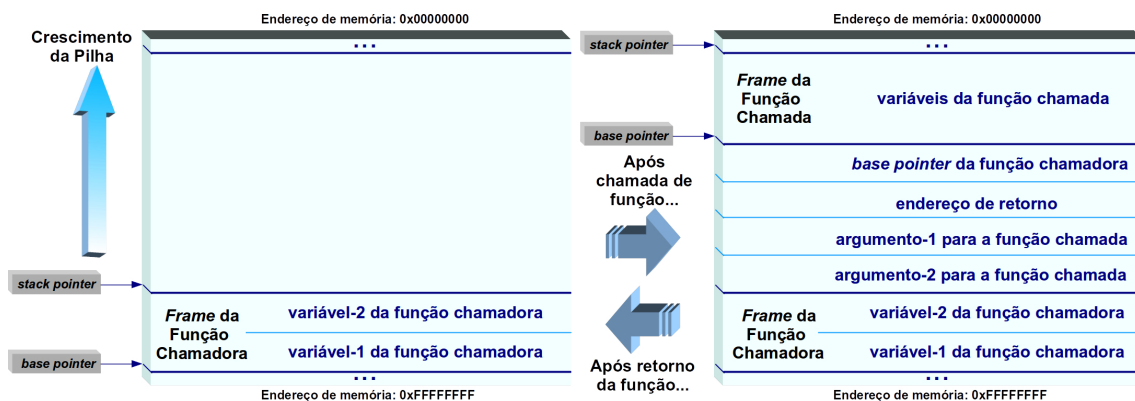 Endereço de memória: 0x00000000
Crescimento
da Pilha
...
stack pointer
Frame da
Função
Chamadora
variável-2 da função chamadora
variável-1 da função chamadora
base pointer
...
Endereço de memória: 0xFFFFFFFF
Após
chamada de
função...
Após retorno
da função...
Endereço de memória: 0x00000000
stack pointer
...
Frame da
Função
Chamada
variáveis da função chamada
base pointer
base pointer da função chamadora
endereço de retorno
argumento-1 para a função chamada
argumento-2 para a função chamada
Frame da
Função
Chamadora
variável-2 da função chamadora
variável-1 da função chamadora
...
Endereço de memória: 0xFFFFFFFF